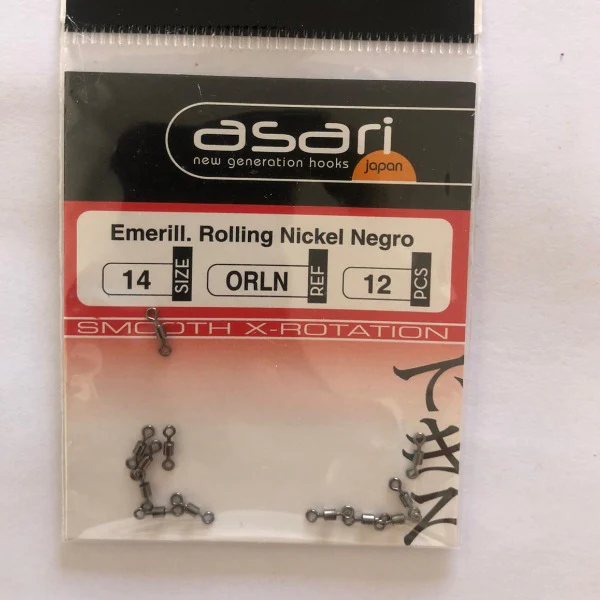 asari
new generation hooks
japan
Emerill. Rolling Nickel Negro
14 SIZE ORLN REF 12 PCS
SMOOTH X-ROTATION